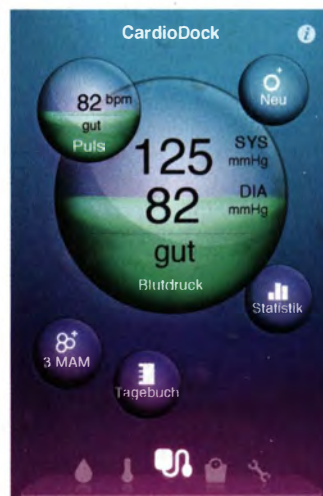 CardioDock
i
82 bpm
gut
Puls
Neu
125 SYS
mmHg
82 DIA
mmHg
gut
Blutdruck
Statistik
3 MAM
Tagebuch